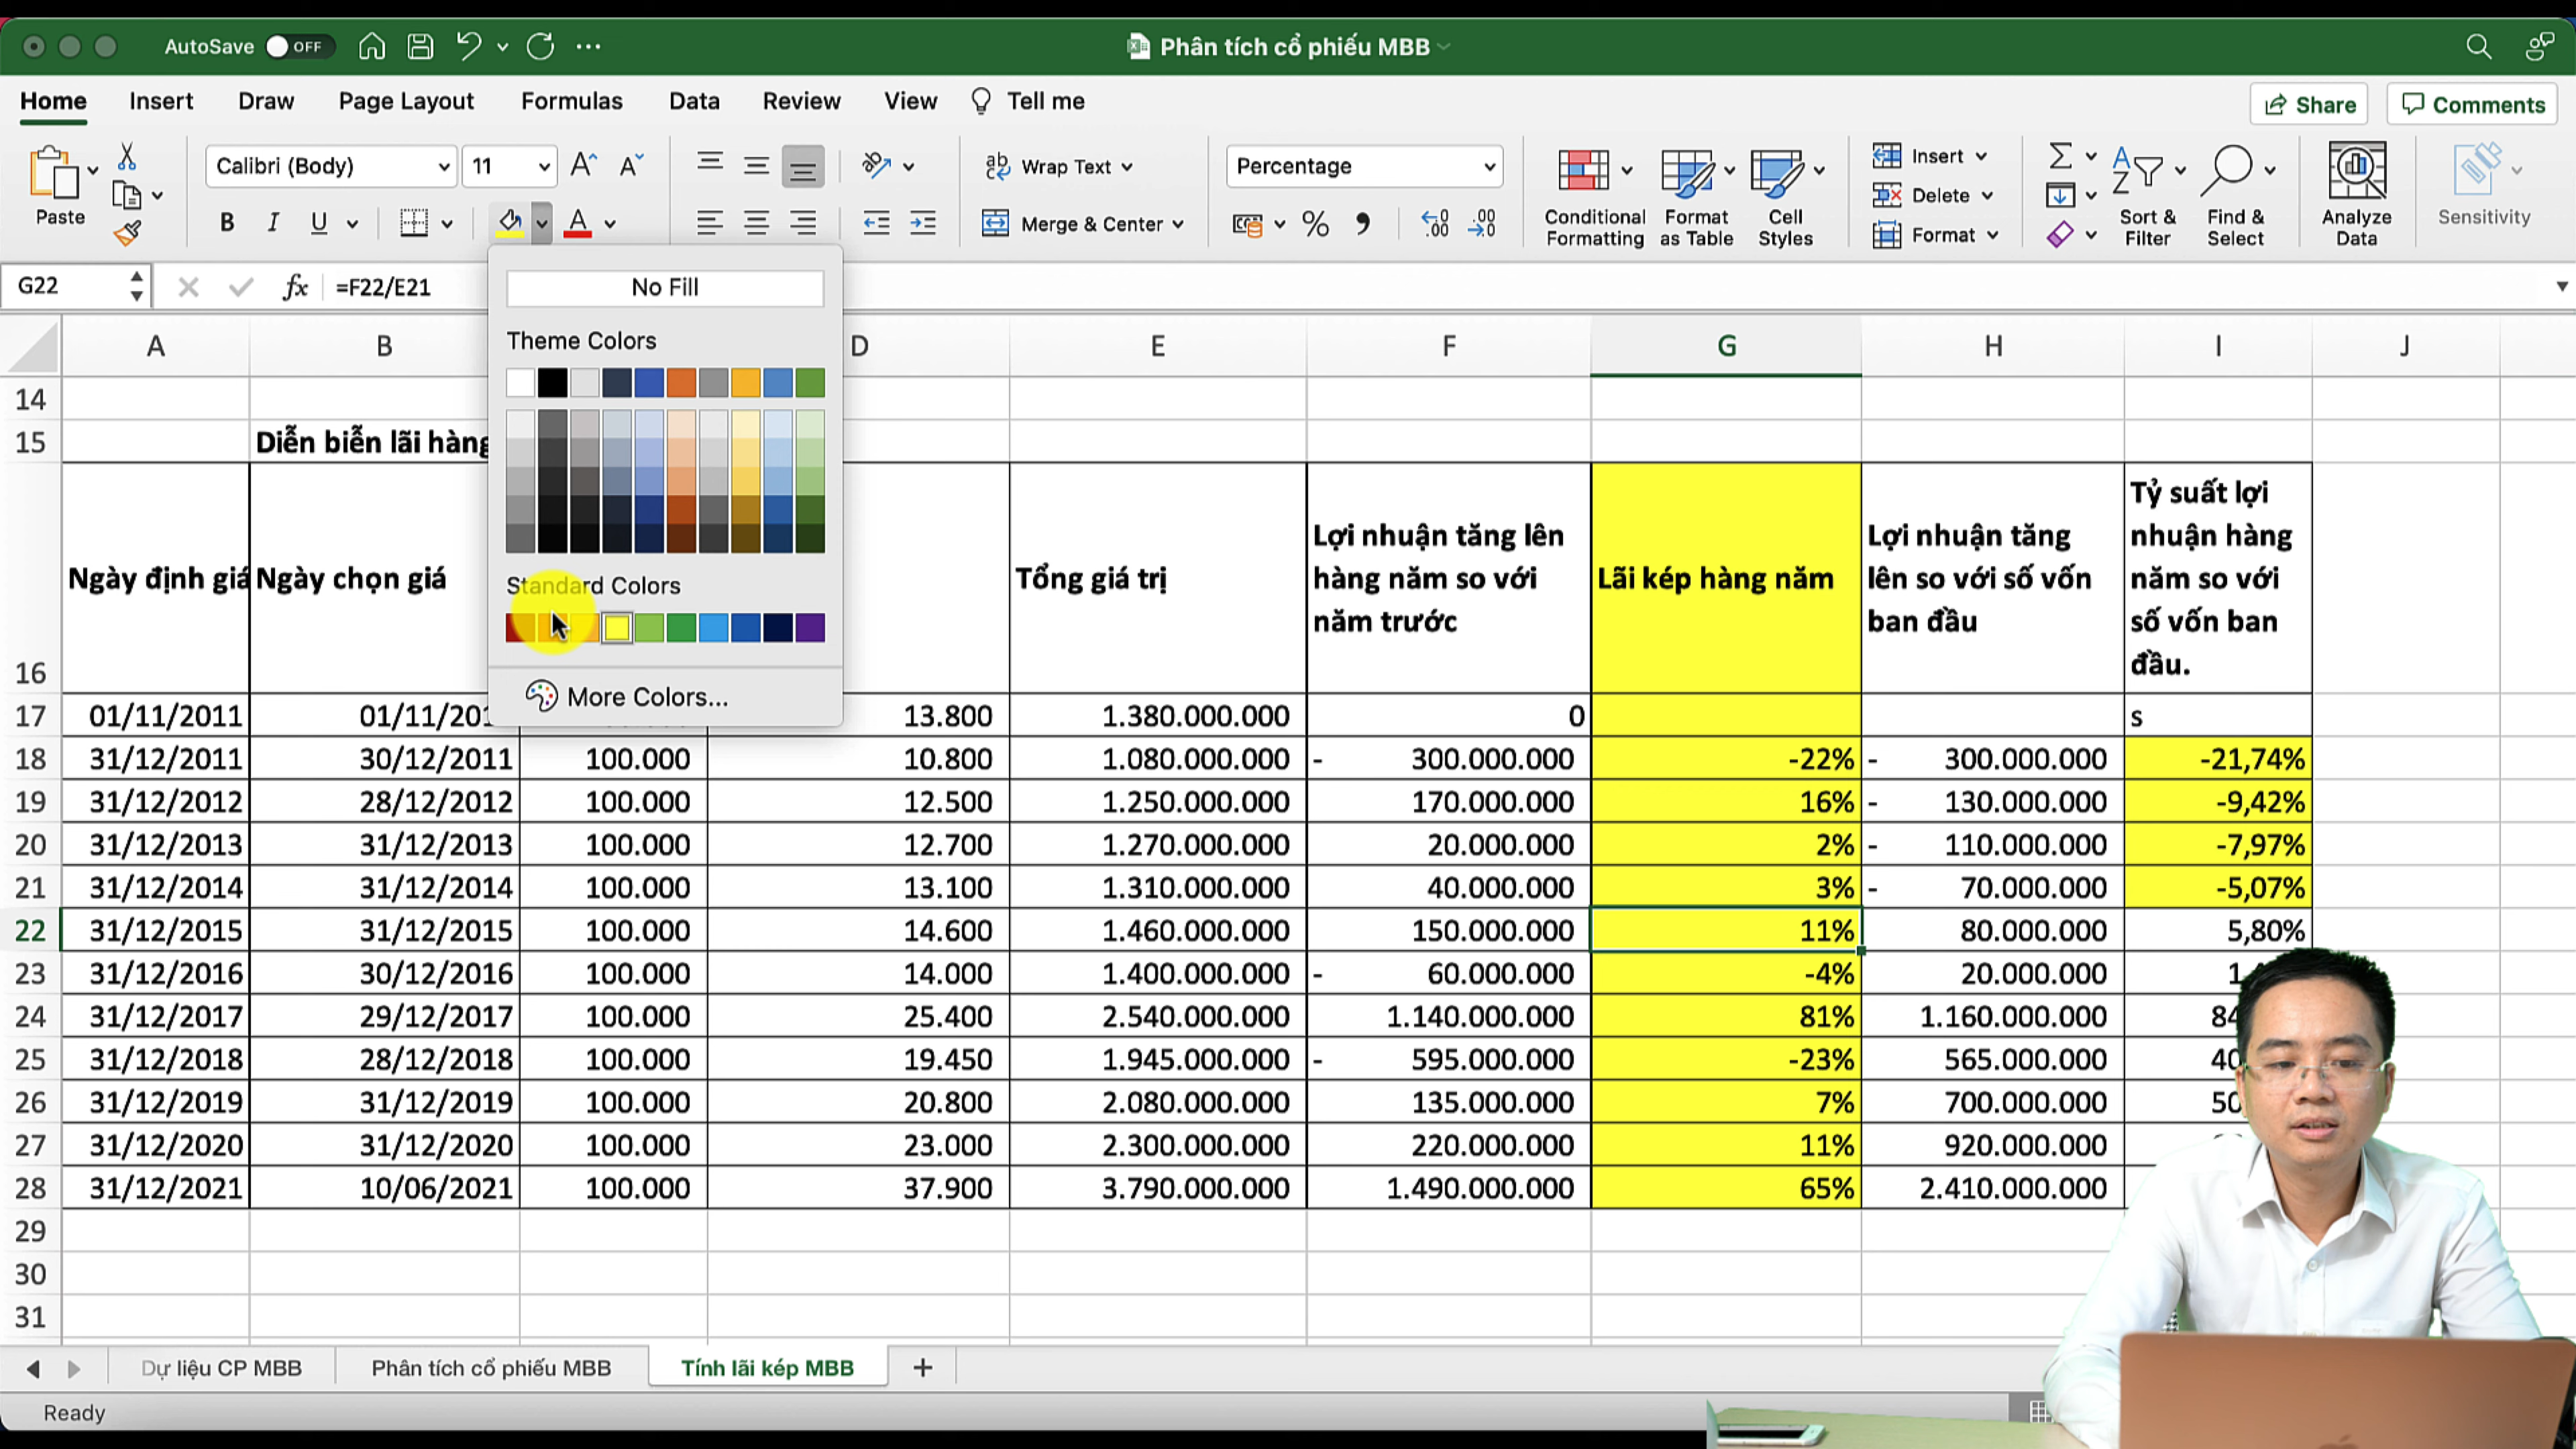 AutoSave OFF
Phân tích cổ phiếu MBB
Home Insert Draw Page Layout Formulas Data Review View Tell me
Share Comments
Paste
Calibri (Body) 11
B I U A
Wrap Text
Merge & Center
Percentage
Conditional Formatting
Format as Table
Cell Styles
Insert
Delete
Format
Sort & Filter
Find & Select
Analyze Data
Sensitivity
G22 fx =F22/E21
No Fill
Theme Colors
Standard Colors
More Colors...
A B D E F G H I J
14
15 Diễn biễn lãi hàng
16 Ngày định giá Ngày chọn giá Tổng giá trị Lợi nhuận tăng lên hàng năm so với năm trước Lãi kép hàng năm Lợi nhuận tăng lên so với số vốn ban đầu Tỷ suất lợi nhuận hàng năm so với số vốn ban đầu.
17 01/11/2011 13.800 1.380.000.000 0 s
18 31/12/2011 30/12/2011 100.000 10.800 1.080.000.000 - 300.000.000 -22% - 300.000.000 -21,74%
19 31/12/2012 28/12/2012 100.000 12.500 1.250.000.000 170.000.000 16% - 130.000.000 -9,42%
20 31/12/2013 31/12/2013 100.000 12.700 1.270.000.000 20.000.000 2% - 110.000.000 -7,97%
21 31/12/2014 31/12/2014 100.000 13.100 1.310.000.000 40.000.000 3% - 70.000.000 -5,07%
22 31/12/2015 31/12/2015 100.000 14.600 1.460.000.000 150.000.000 11% 80.000.000 5,80%
23 31/12/2016 30/12/2016 100.000 14.000 1.400.000.000 - 60.000.000 -4% 20.000.000
24 31/12/2017 29/12/2017 100.000 25.400 2.540.000.000 1.140.000.000 81% 1.160.000.000
25 31/12/2018 28/12/2018 100.000 19.450 1.945.000.000 - 595.000.000 -23% 565.000.000
26 31/12/2019 31/12/2019 100.000 20.800 2.080.000.000 135.000.000 7% 700.000.000
27 31/12/2020 31/12/2020 100.000 23.000 2.300.000.000 220.000.000 11% 920.000.000
28 31/12/2021 10/06/2021 100.000 37.900 3.790.000.000 1.490.000.000 65% 2.410.000.000
29
30
31
Dự liệu CP MBB Phân tích cổ phiếu MBB Tính lãi kép MBB
Ready